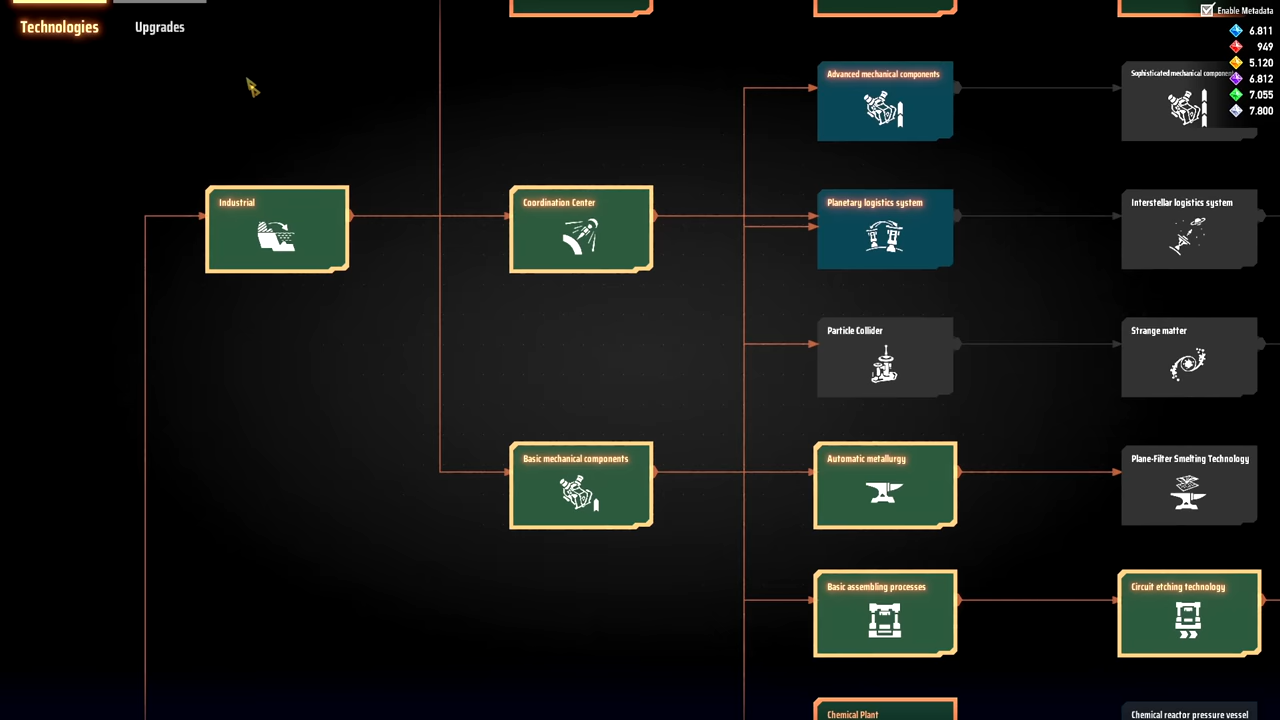 Technologies
Upgrades
Enable Metadata
6.811
949
5.120
6.812
7.055
7.800
Advanced mechanical components
Sophisticated mechanical
Industrial
Coordination Center
Planetary logistics system
Interstellar logistics system
Particle Collider
Strange matter
Basic mechanical components
Automatic metallurgy
Plane-Filter Smelting Technology
Basic assembling processes
Circuit etching technology
Chemical Plant
Chemical reactor pressure vessel